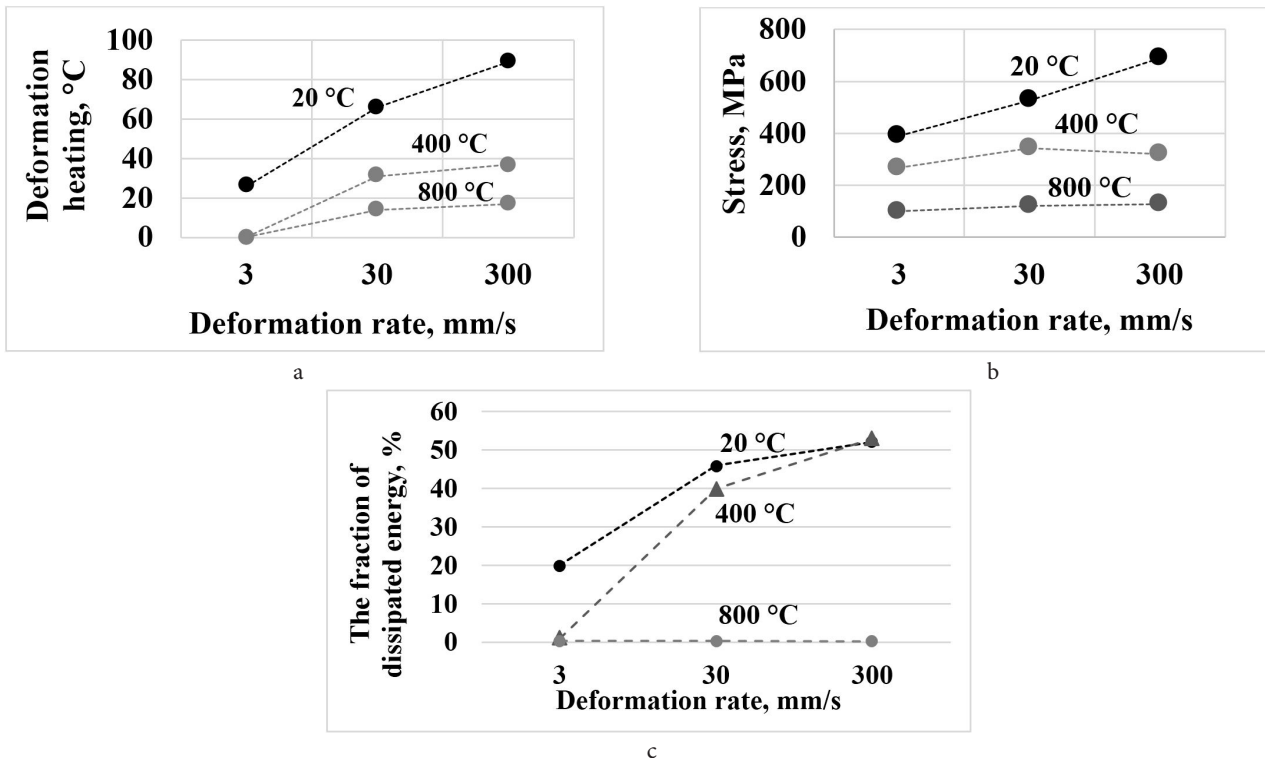 Deformation
heating, °C
100
80
60
40
20
0
20 °C
400 °C
800 °C
3 30 300
Deformation rate, mm/s
a
Stress, MPa
800
600
400
200
0
20 °C
400 °C
800 °C
3 30 300
Deformation rate, mm/s
b
The fraction of
dissipated energy, %
60
50
40
30
20
10
0
20 °C
400 °C
800 °C
3 30 300
Deformation rate, mm/s
c